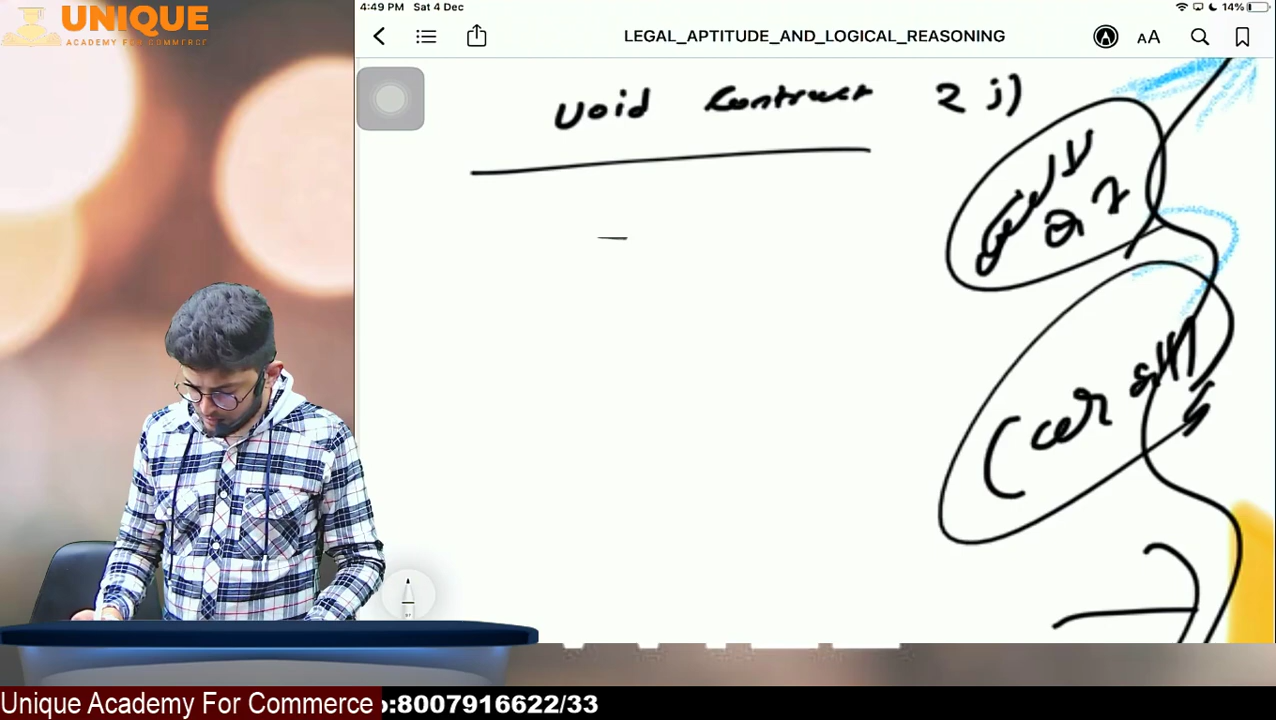 UNIQUE
ACADEMY FOR COMMERCE
4:49 PM Sat 4 Dec
14%
LEGAL_APTITUDE_AND_LOGICAL_REASONING
AA
void contract 2 j)
Unique Academy For Commerce
o:8007916622/33